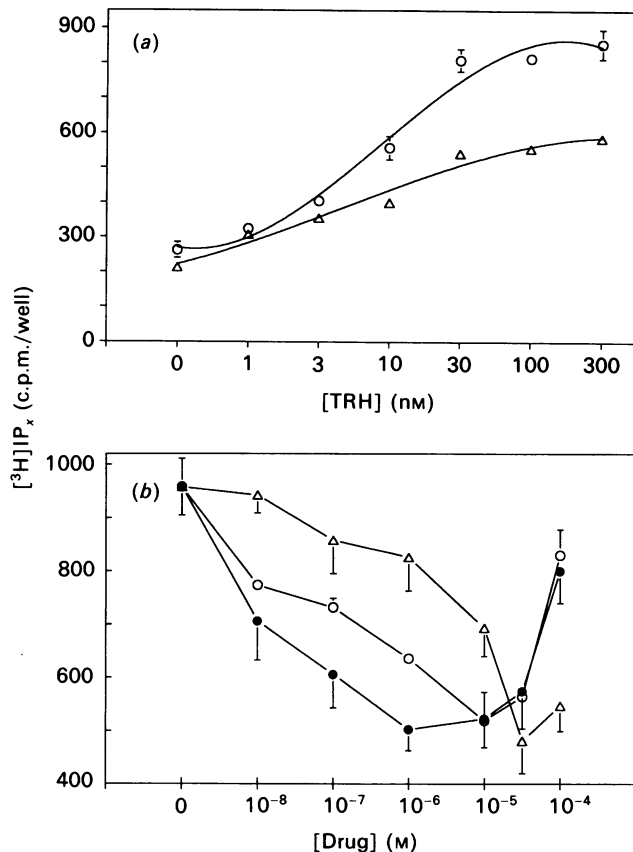 (a)
900
600
300
0
0 1 3 10 30 100 300
[TRH] (nM)
[³H]IPₓ (c.p.m./well)
(b)
1000
800
600
400
0 10⁻⁸ 10⁻⁷ 10⁻⁶ 10⁻⁵ 10⁻⁴
[Drug] (M)